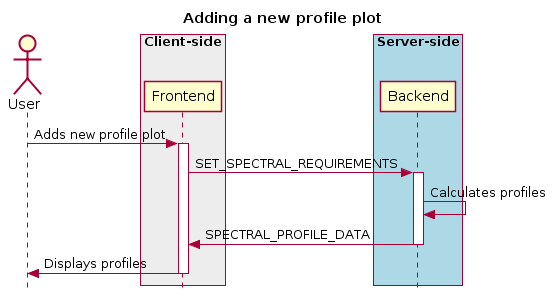 Adding a new profile plot
Client-side
Server-side
User
Frontend
Backend
Adds new profile plot
SET_SPECTRAL_REQUIREMENTS
Calculates profiles
SPECTRAL_PROFILE_DATA
Displays profiles